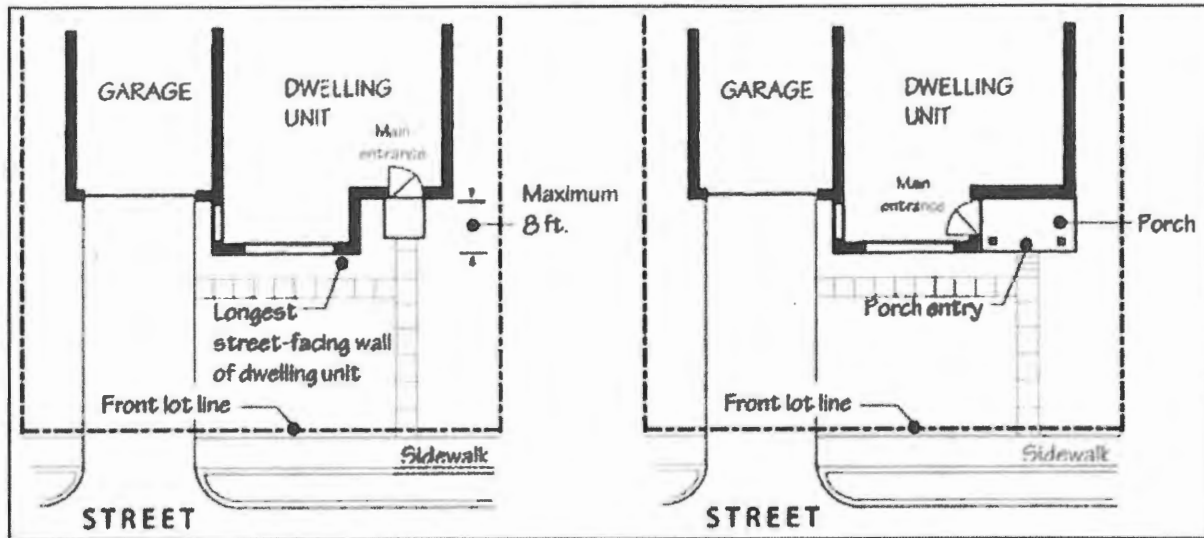 GARAGE
DWELLING
UNIT
Main
entrance
Maximum
8 ft.
Longest
street-facing wall
of dwelling unit
Front lot line
Sidewalk
STREET
GARAGE
DWELLING
UNIT
Main
entrance
Porch
Porch entry
Front lot line
Sidewalk
STREET